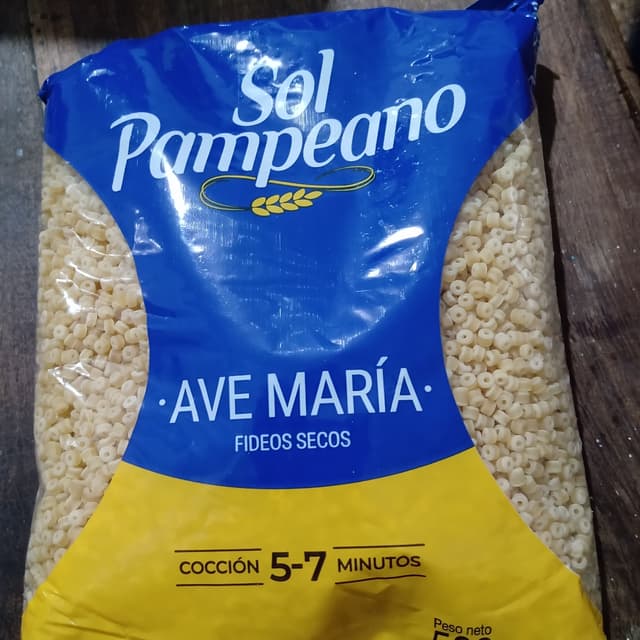 Sol
Pampeano
·AVE MARÍA·
FIDEOS SECOS
COCCIÓN 5-7 MINUTOS
Peso neto